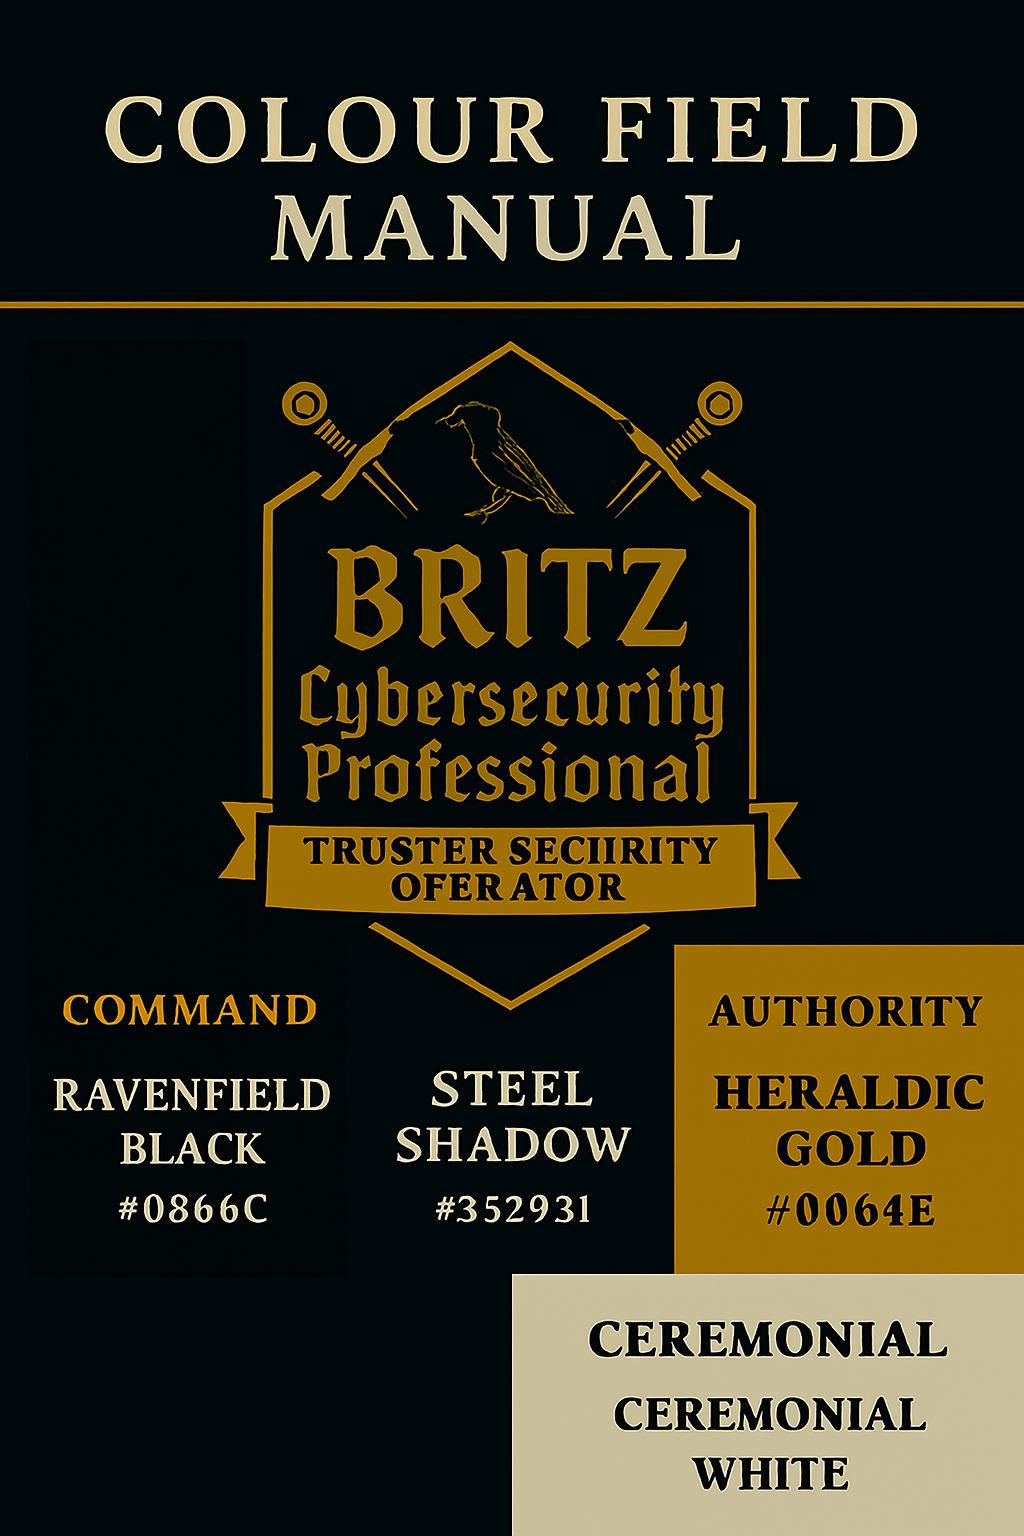 COLOUR FIELD
MANUAL
BRITZ
Cybersecurity
Professional
TRUSTER SECIIRITY
OFERATOR
COMMAND
RAVENFIELD
BLACK
#0866C
STEEL
SHADOW
#352931
AUTHORITY
HERALDIC
GOLD
#0064E
CEREMONIAL
CEREMONIAL
WHITE